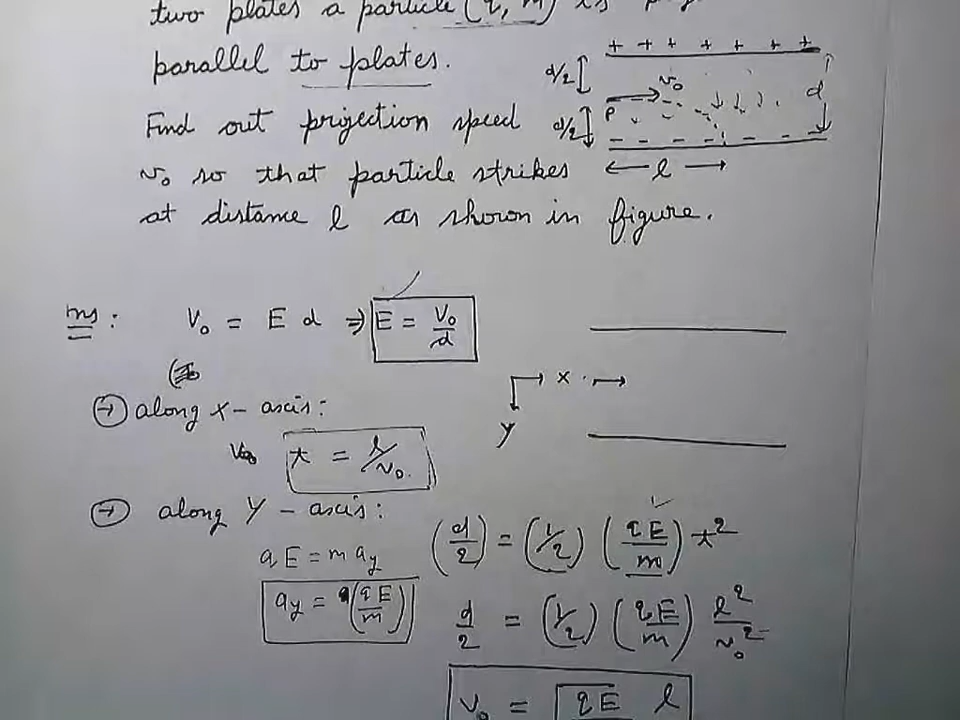 two plates a particle (q, m) is
parallel to plates.
Find out projection speed
v₀ so that particle strikes
at distance l as shown in figure.
+ + + + + + +
d/2
v₀
d
P
d/2
- - - - - - -
l
Ans: V₀ = E d ⇒ E = V₀/d
→ along x-axis:
x
y
t = l/v₀.
→ along y-axis:
(d/2) = (1/2) (qE/m) t²
qE = m a_y
a_y = (qE/m)
d/2 = (1/2) (qE/m) l²/v₀²
V₀ = √qE l